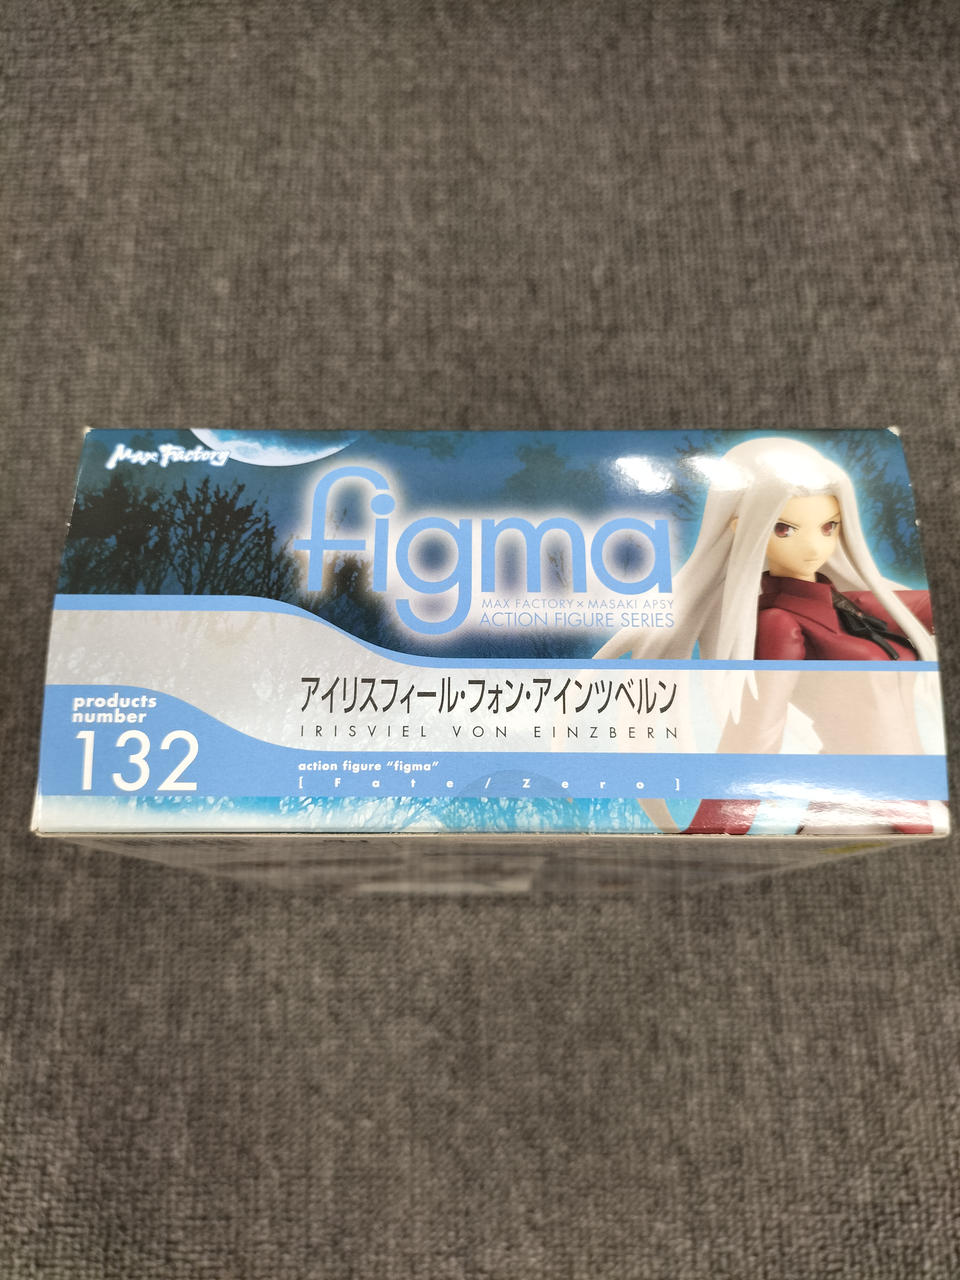 Max Factory
figma
MAX FACTORY × MASAKI APSY
ACTION FIGURE SERIES
アイリスフィール・フォン・アインツベルン
IRISVIEL VON EINZBERN
products
number
132
action figure "figma"
[ Fate/Zero ]